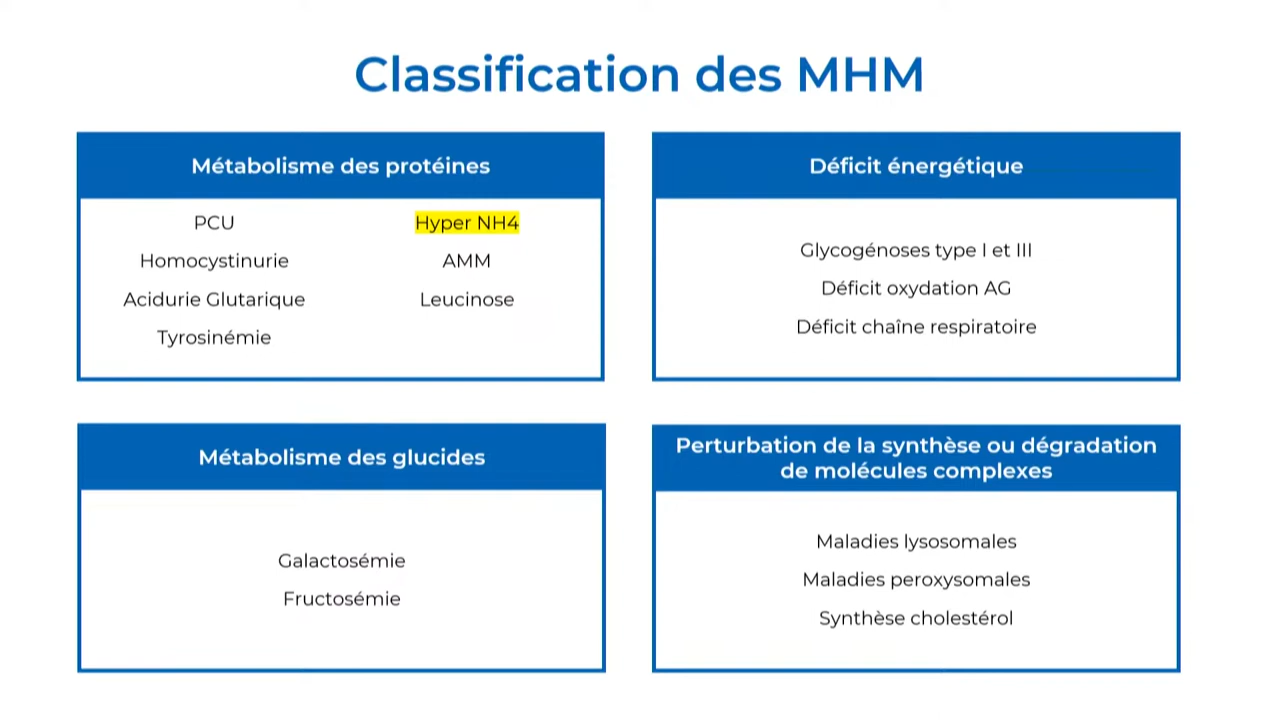 Classification des MHM
Métabolisme des protéines
PCU
Homocystinurie
Acidurie Glutarique
Tyrosinémie
Hyper NH4
AMM
Leucinose
Déficit énergétique
Glycogénoses type I et III
Déficit oxydation AG
Déficit chaîne respiratoire
Métabolisme des glucides
Galactosémie
Fructosémie
Perturbation de la synthèse ou dégradation
de molécules complexes
Maladies lysosomales
Maladies peroxysomales
Synthèse cholestérol